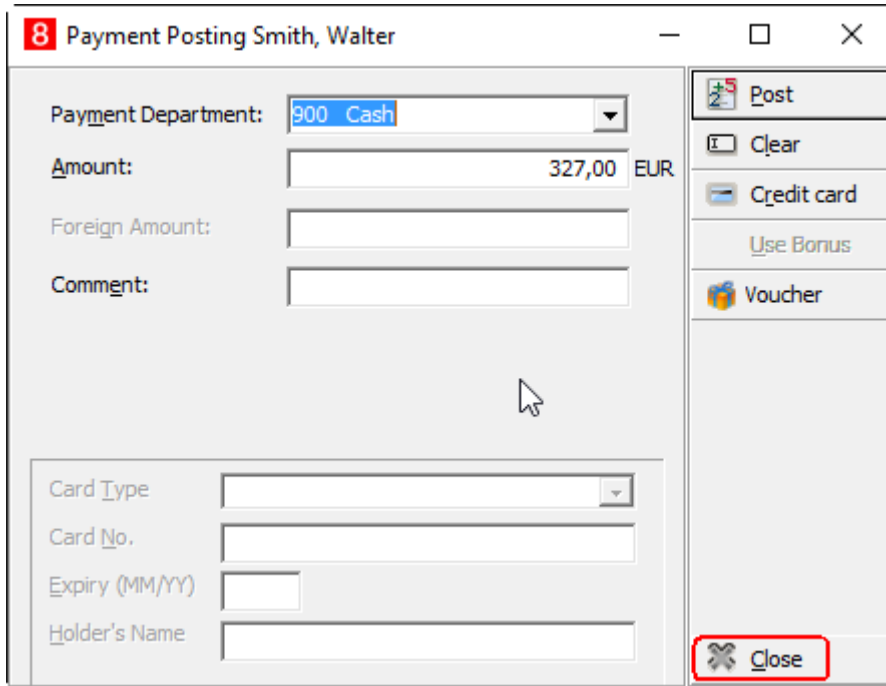 8 Payment Posting Smith, Walter
Payment Department: 900 Cash
Amount: 327,00 EUR
Foreign Amount:
Comment:
Card Type
Card No.
Expiry (MM/YY)
Holder's Name
Post
Clear
Credit card
Use Bonus
Voucher
Close